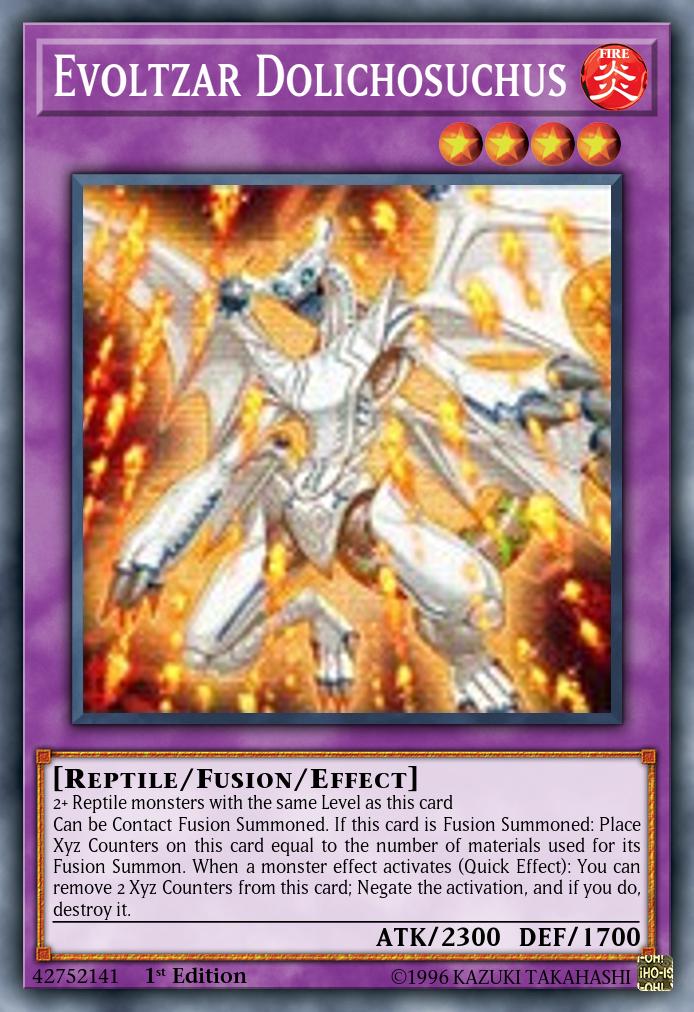 Evoltzar Dolichosuchus
FIRE
炎
[Reptile/Fusion/Effect]
2+ Reptile monsters with the same Level as this card
Can be Contact Fusion Summoned. If this card is Fusion Summoned: Place
Xyz Counters on this card equal to the number of materials used for its
Fusion Summon. When a monster effect activates (Quick Effect): You can
remove 2 Xyz Counters from this card; Negate the activation, and if you do,
destroy it.
ATK/2300 DEF/1700
42752141 1st Edition ©1996 KAZUKI TAKAHASHI